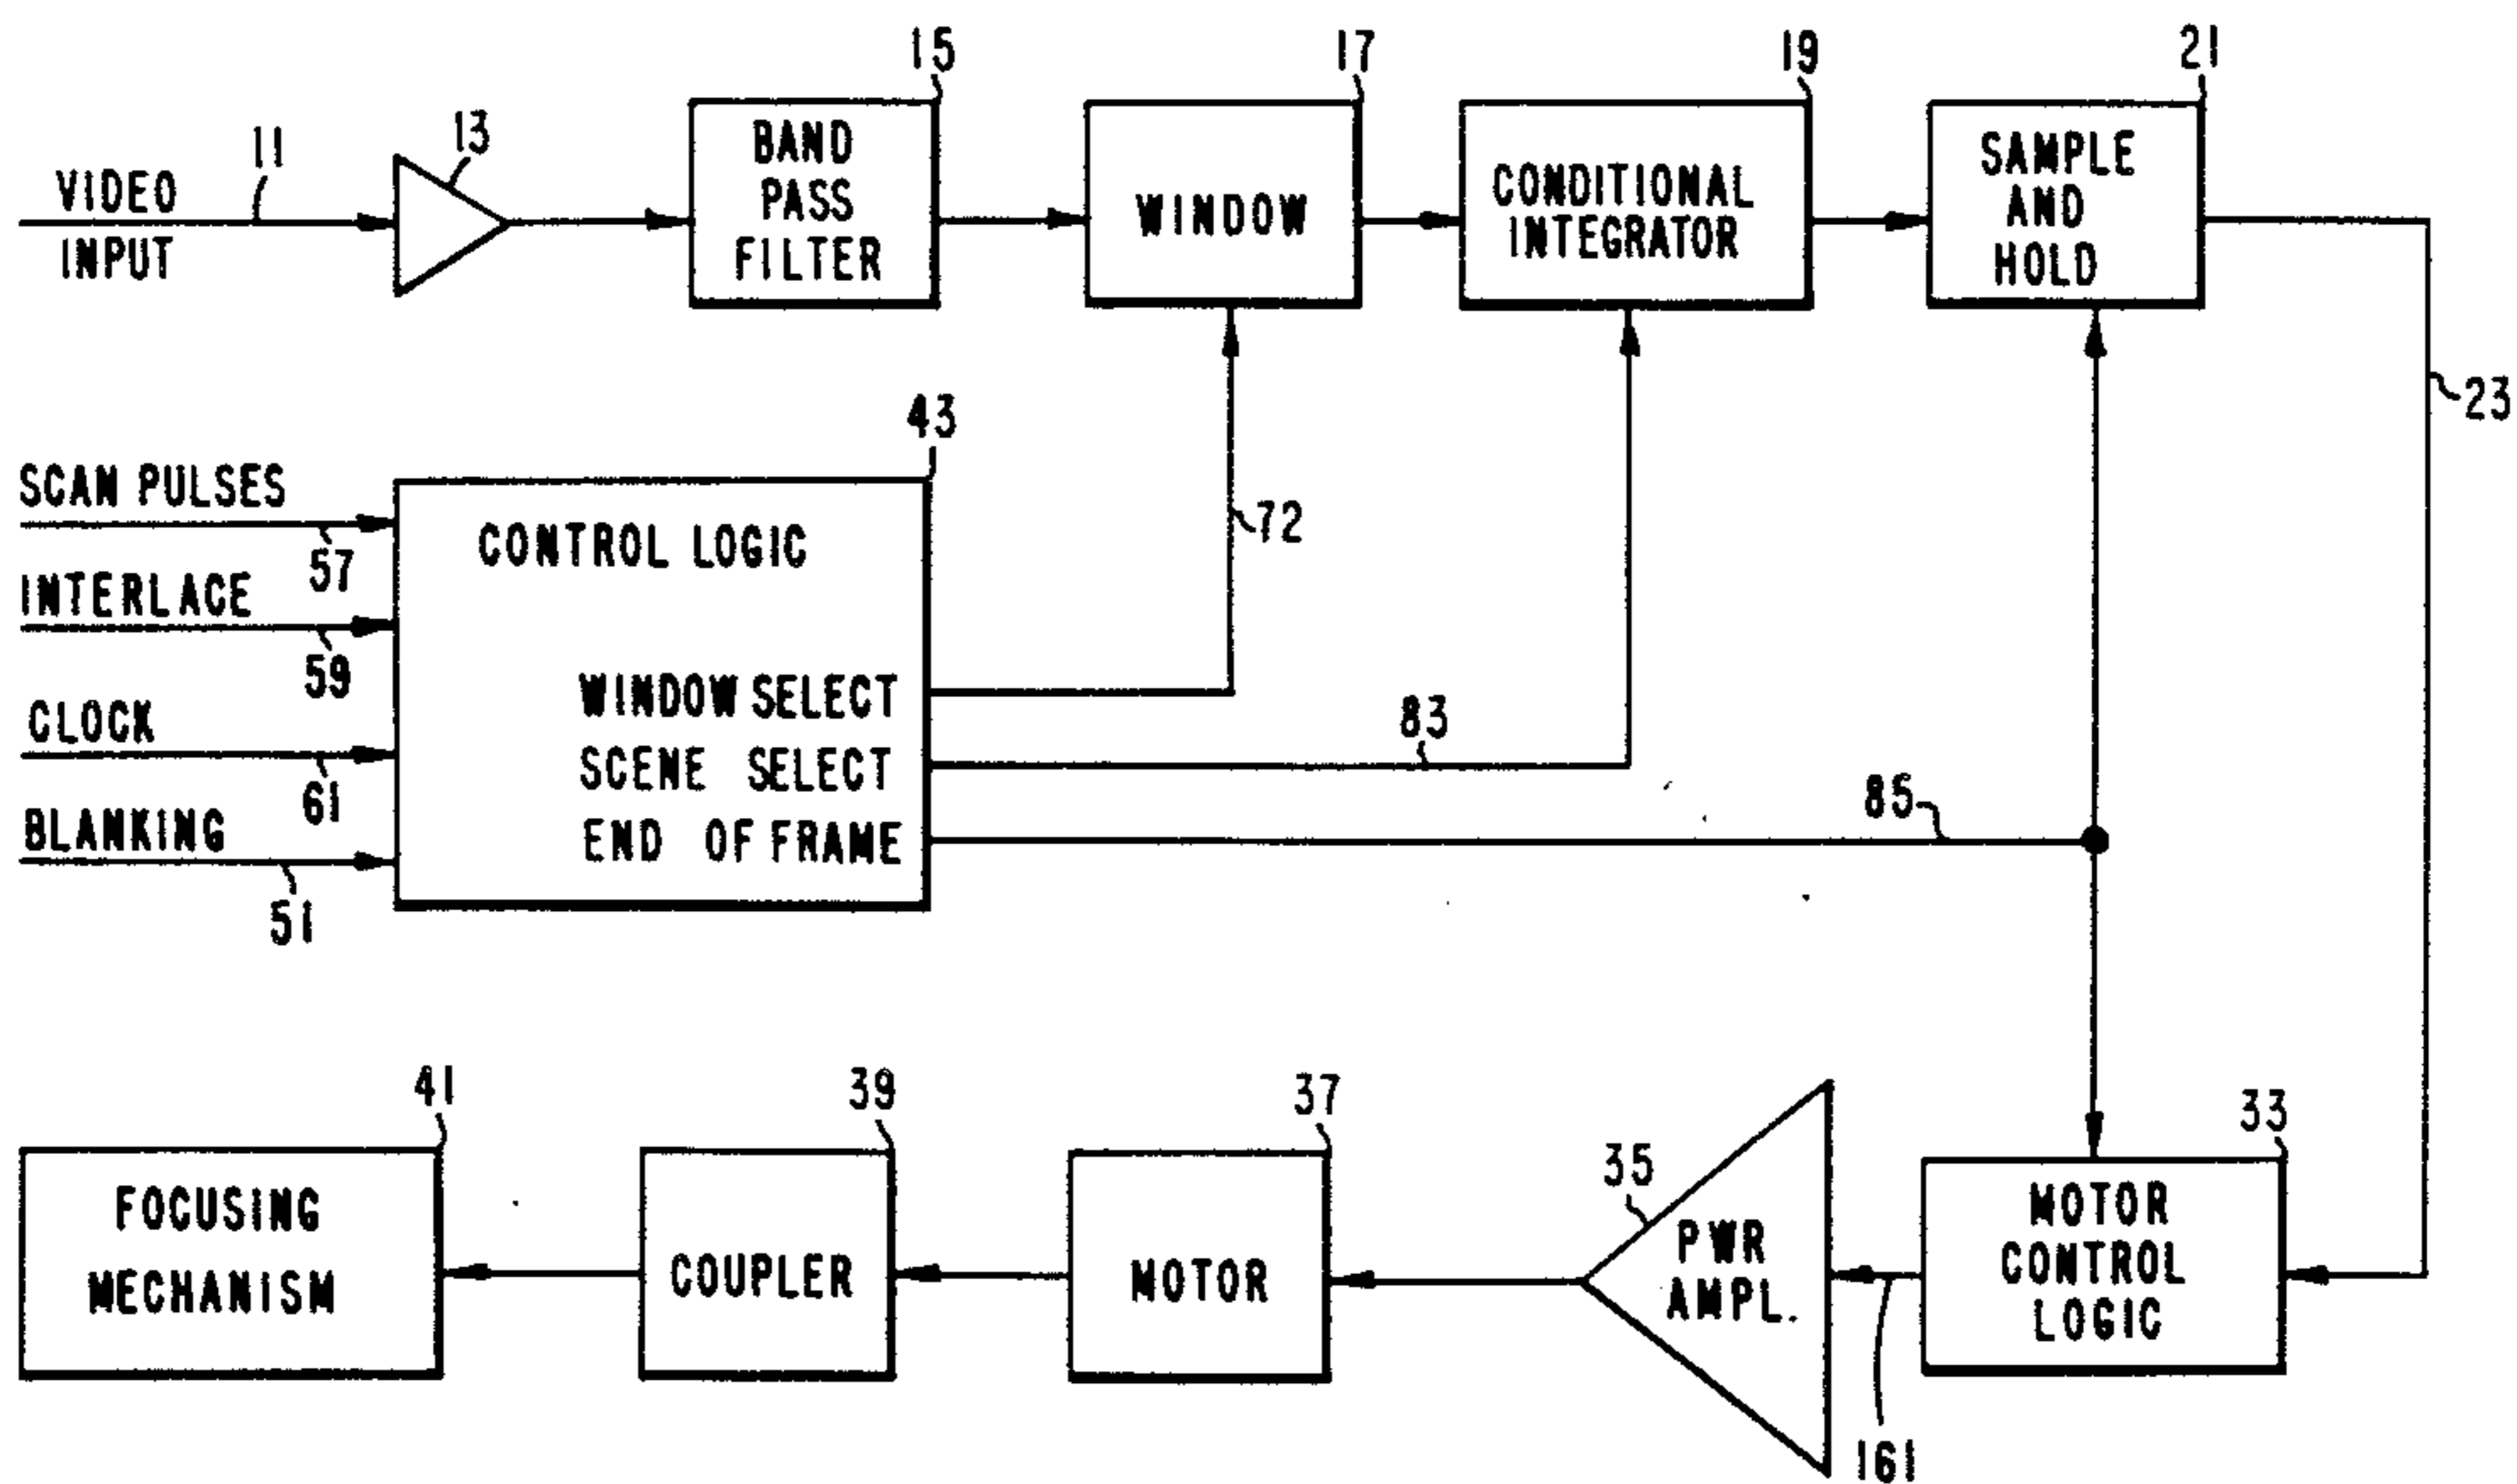 15
17
19
21
11
13
VIDEO
INPUT
BAND
PASS
FILTER
WINDOW
CONDITIONAL
INTEGRATOR
SAMPLE
AND
HOLD
23
43
SCAN PULSES
57
INTERLACE
59
CLOCK
61
BLANKING
51
CONTROL LOGIC
WINDOW SELECT
SCENE SELECT
END OF FRAME
72
83
85
41
39
37
35
33
FOCUSING
MECHANISM
COUPLER
MOTOR
PWR
AMPL.
MOTOR
CONTROL
LOGIC
161